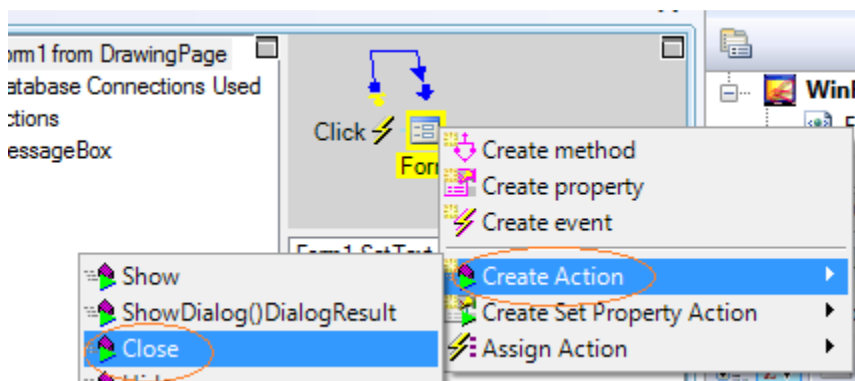 orm1 from DrawingPage
atabase Connections Used
ctions
essageBox
Click
Form
Form1.SetText
Winl
F
Create method
Create property
Create event
Create Action
Create Set Property Action
Assign Action
Show
ShowDialog()DialogResult
Close
Hide